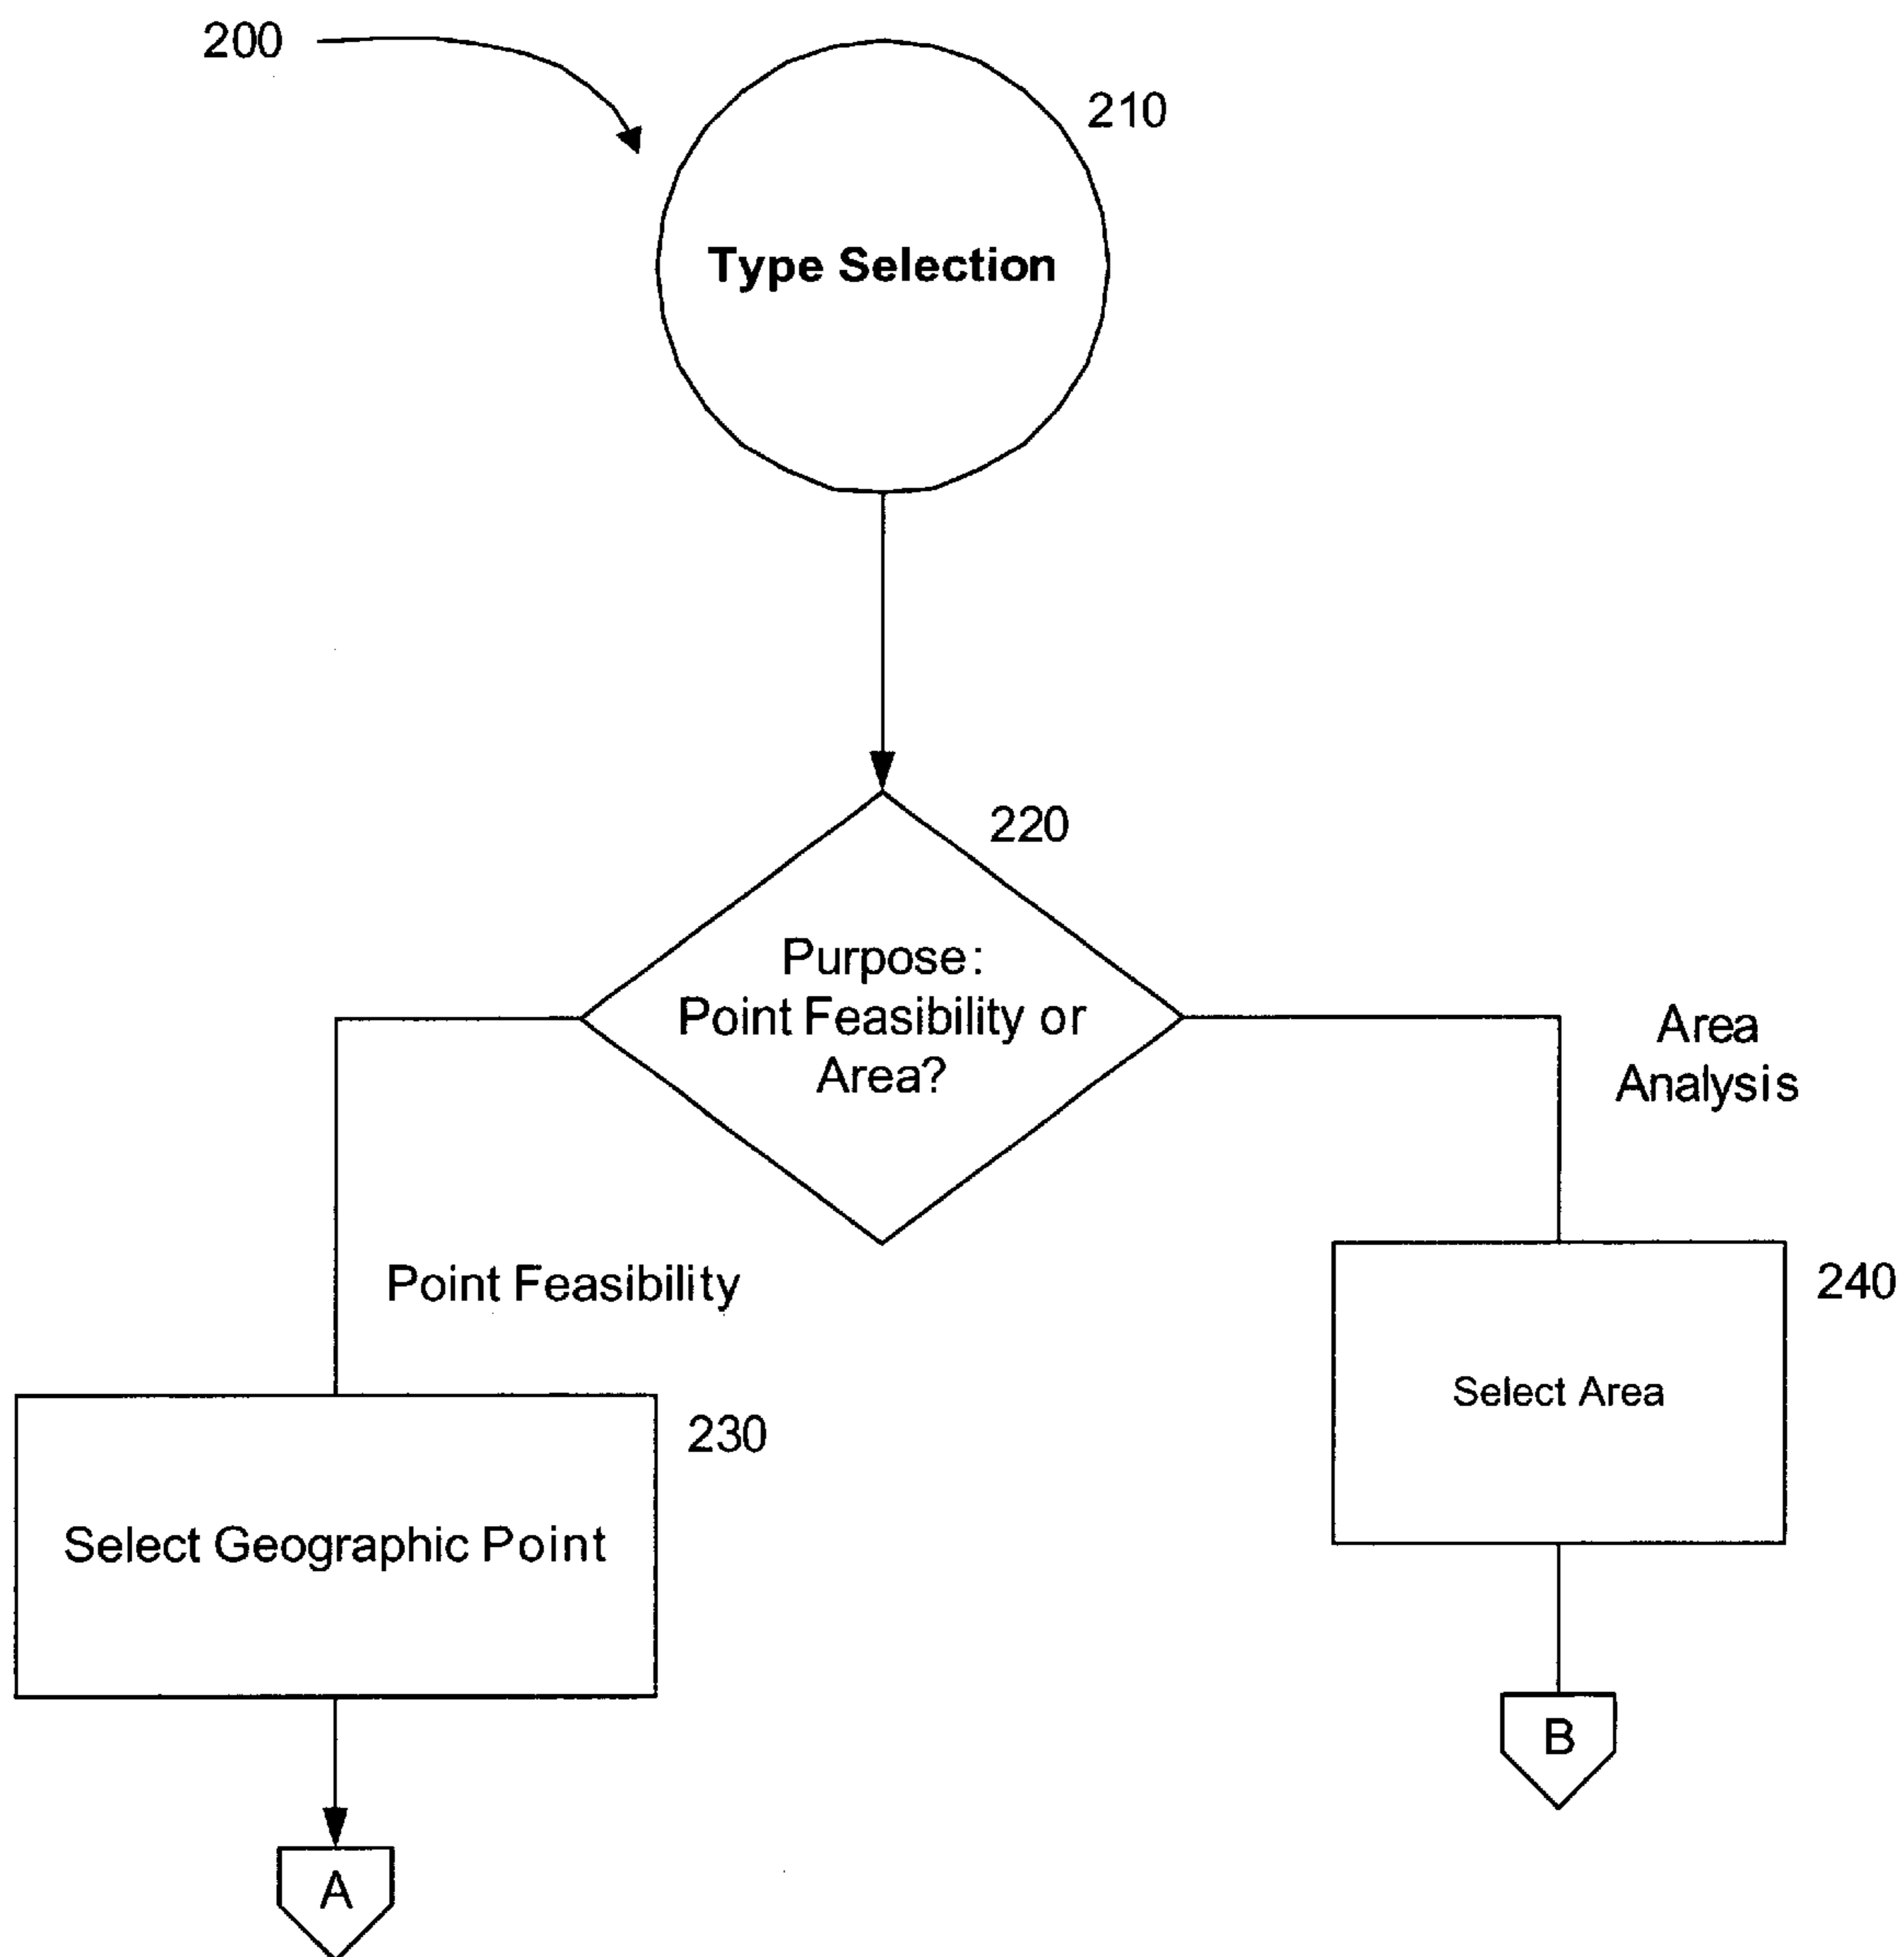 200
210
Type Selection
220
Purpose:
Point Feasibility or
Area?
Area
Analysis
Point Feasibility
240
Select Area
230
Select Geographic Point
B
A